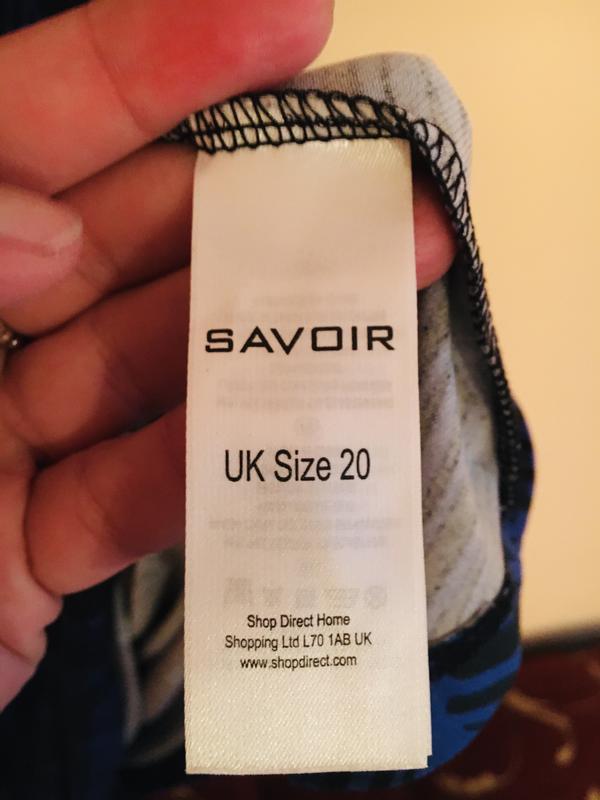 SAVOIR
UK Size 20
Shop Direct Home
Shopping Ltd L70 1AB UK
www.shopdirect.com